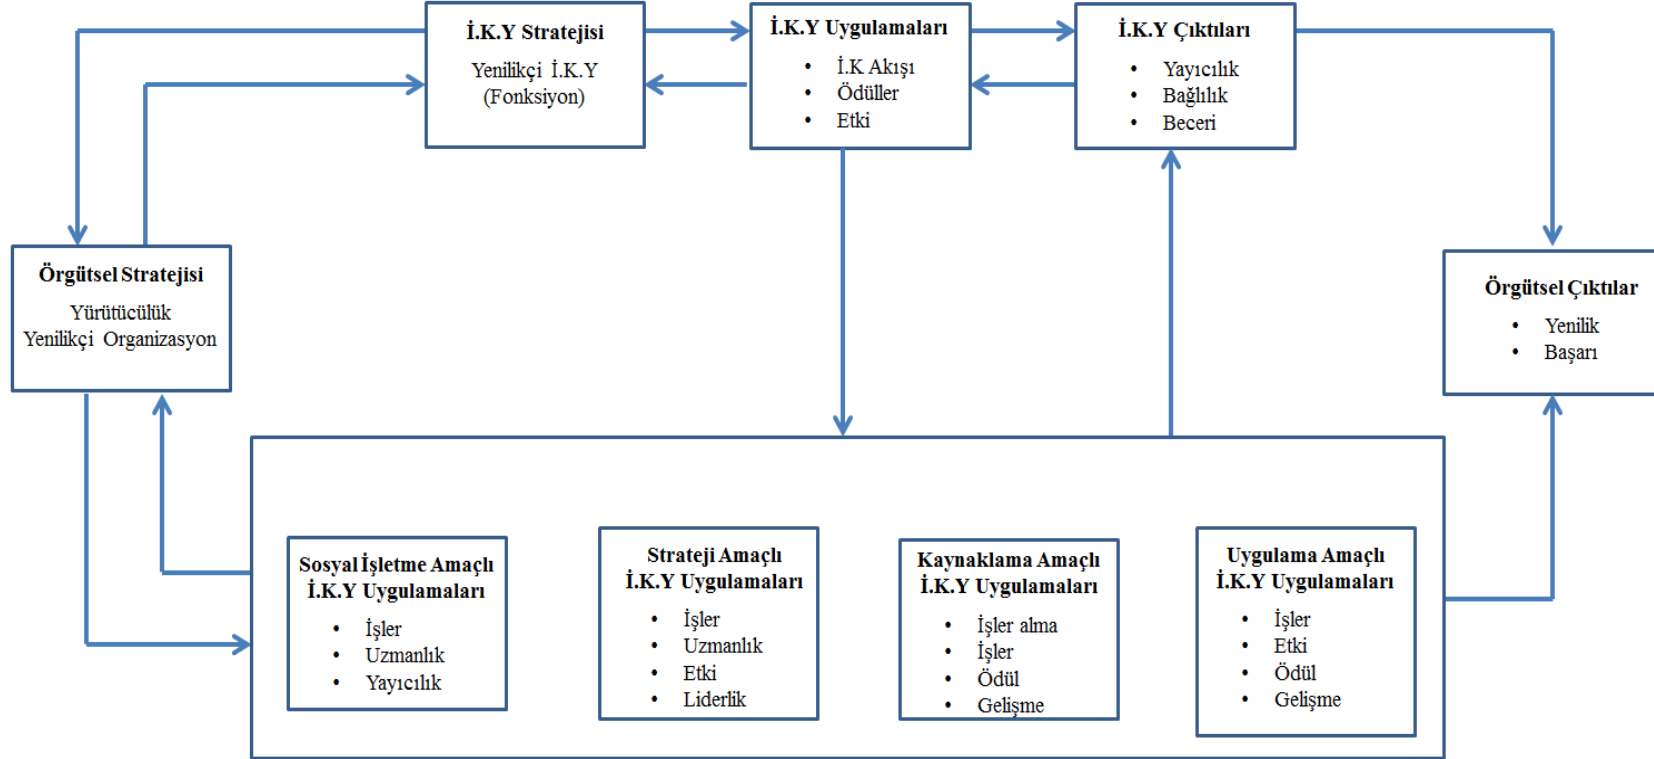 İ.K.Y Stratejisi
Yenilikçi İ.K.Y
(Fonksiyon)
İ.K.Y Uygulamaları
• İ.K Akışı
• Ödüller
• Etki
İ.K.Y Çıktıları
• Yayıcılık
• Bağlılık
• Beceri
Örgütsel Stratejisi
Yürütücülük
Yenilikçi Organizasyon
Örgütsel Çıktılar
• Yenilik
• Başarı
Sosyal İşletme Amaçlı
İ.K.Y Uygulamaları
• İşler
• Uzmanlık
• Yayıcılık
Strateji Amaçlı
İ.K.Y Uygulamaları
• İşler
• Uzmanlık
• Etki
• Liderlik
Kaynaklama Amaçlı
İ.K.Y Uygulamaları
• İşler alma
• İşler
• Ödül
• Gelişme
Uygulama Amaçlı
İ.K.Y Uygulamaları
• İşler
• Etki
• Ödül
• Gelişme